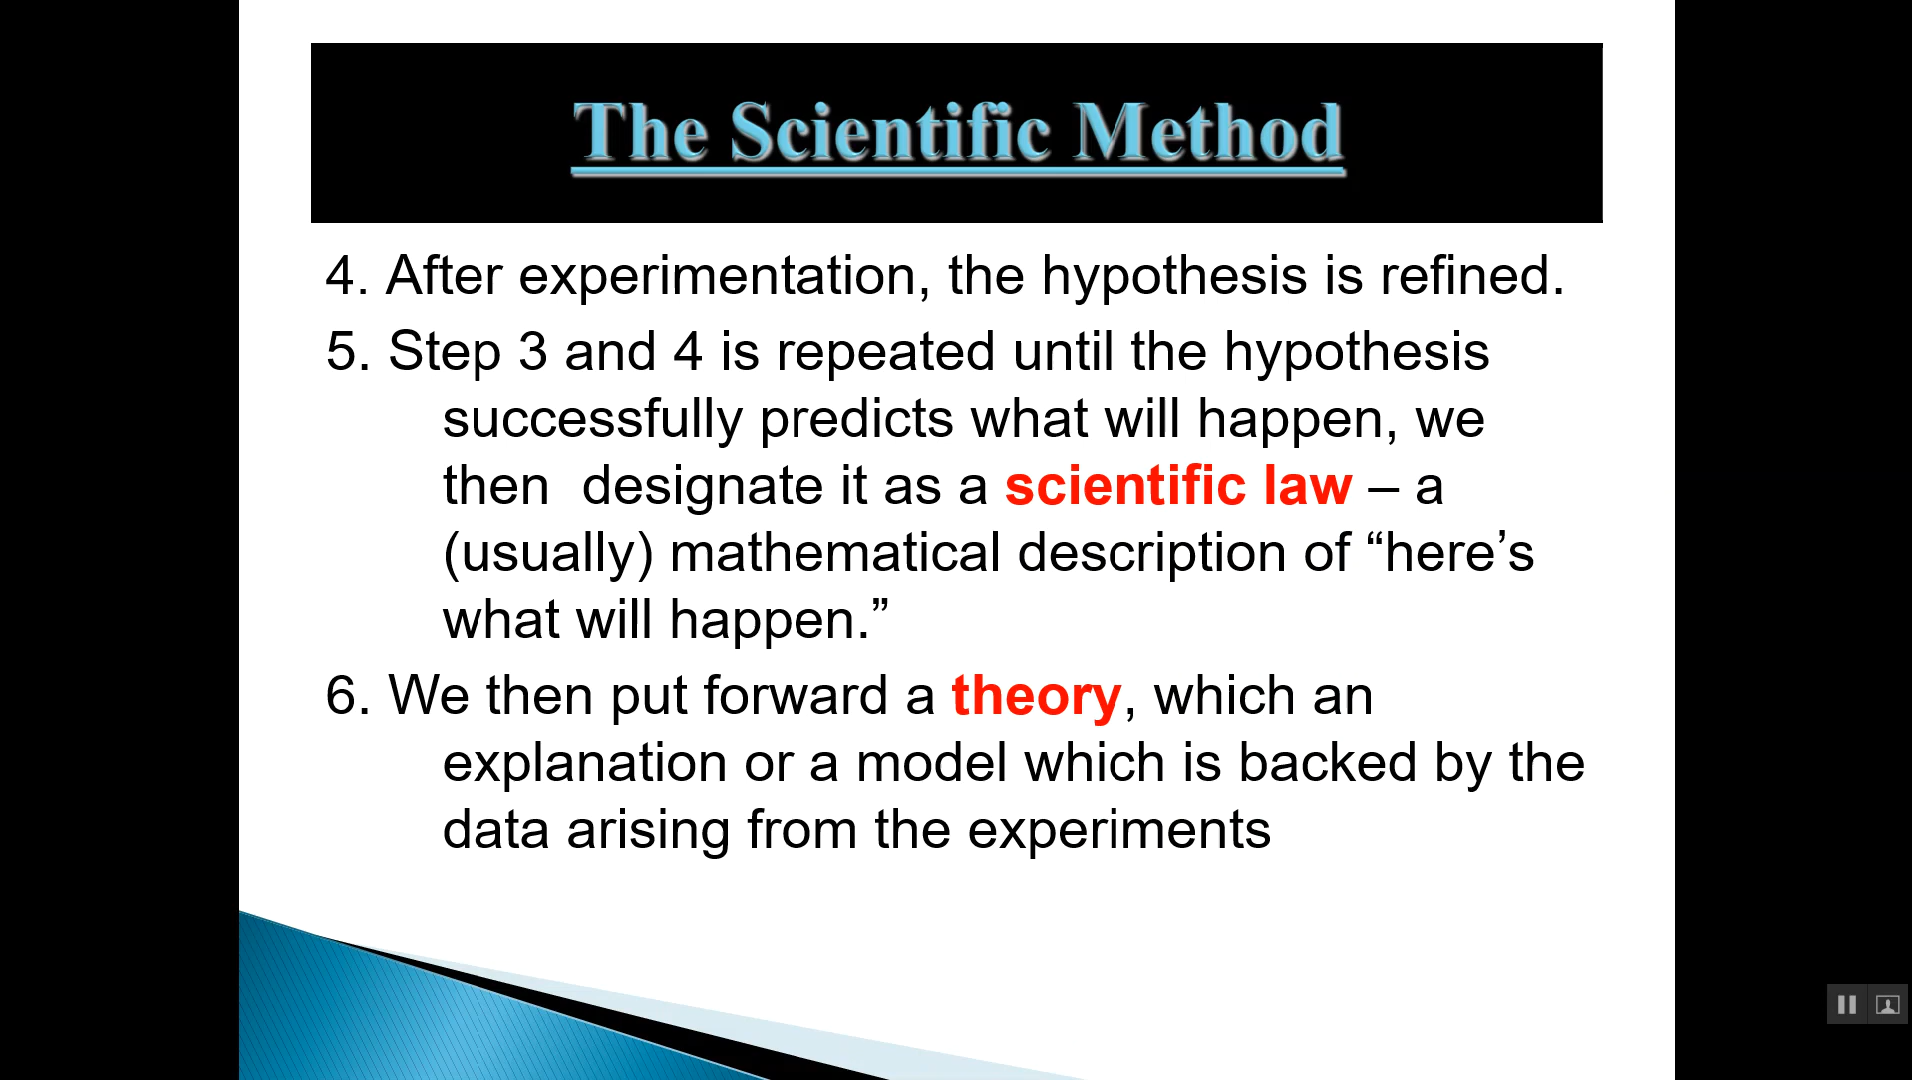 The Scientific Method
4. After experimentation, the hypothesis is refined.
5. Step 3 and 4 is repeated until the hypothesis
successfully predicts what will happen, we
then  designate it as a scientific law – a
(usually) mathematical description of “here’s
what will happen.”
6. We then put forward a theory, which an
explanation or a model which is backed by the
data arising from the experiments